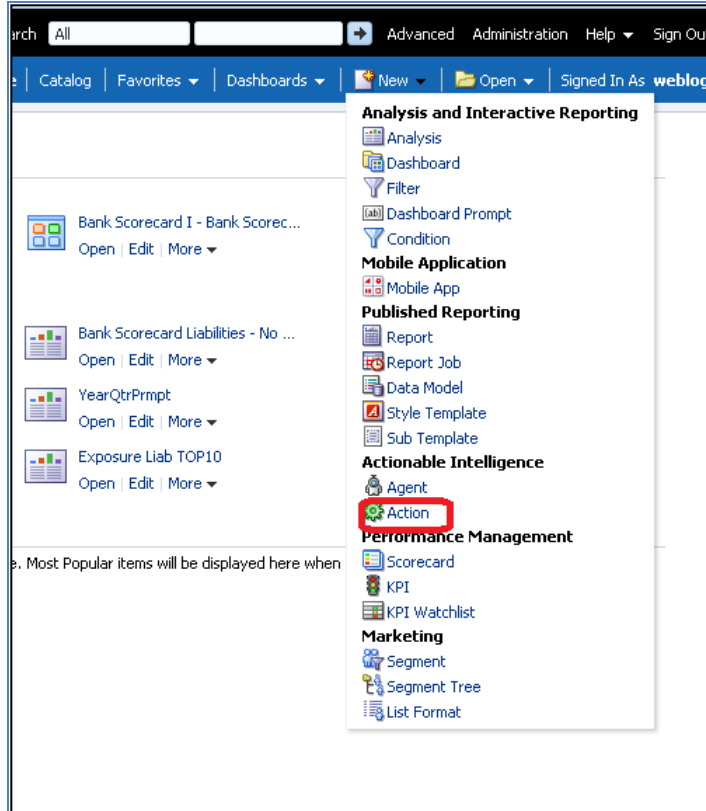 All Advanced Administration Help
Catalog Favorites Dashboards New Open Signed In As
Analysis and Interactive Reporting
Analysis
Dashboard
Filter
Dashboard Prompt
Condition
Mobile Application
Mobile App
Published Reporting
Report
Report Job
Data Model
Style Template
Sub Template
Actionable Intelligence
Agent
Action
Performance Management
Scorecard
KPI
KPI Watchlist
Marketing
Segment
Segment Tree
List Format
Bank Scorecard I - Bank Scorec...
Open | Edit | More
Bank Scorecard Liabilities - No ...
Open | Edit | More
YearQtrPrmpt
Open | Edit | More
Exposure Liab TOP10
Open | Edit | More
e. Most Popular items will be displayed here when